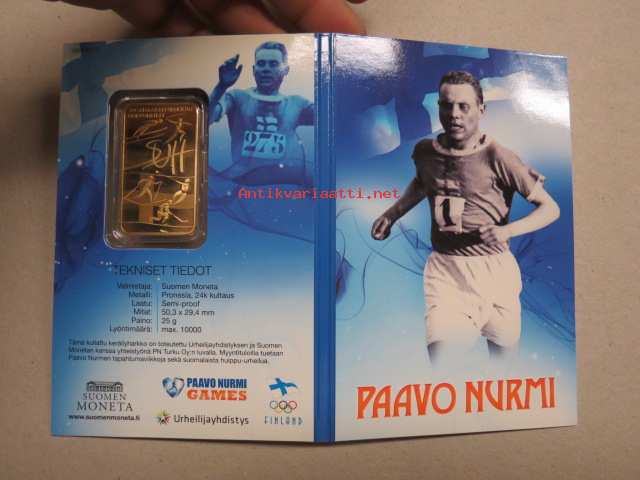 275
TEKNISET TIEDOT
Valmistaja: Suomen Moneta
Metalli: Pronssia, 24k kultaus
Laatu: Semi-proof
Mitat: 50,3 x 29,4 mm
Paino: 25 g
Lyöntimäärä: max. 10000
Tämä kullattu keräilyharkko on toteutettu Urheilijayhdistyksen ja Suomen
Monetan kanssa yhteistyönä PN Turku Oy:n luvalla. Myyntituloilla tuetaan
Paavo Nurmen tapahtumaviikkoja sekä suomalaista huippu-urheilua.
SUOMEN
MONETA
www.suomenmoneta.fi
PAAVO NURMI
GAMES
Urheilijayhdistys
FINLAND
1
PAAVO NURMI
Antikvariaatti.net